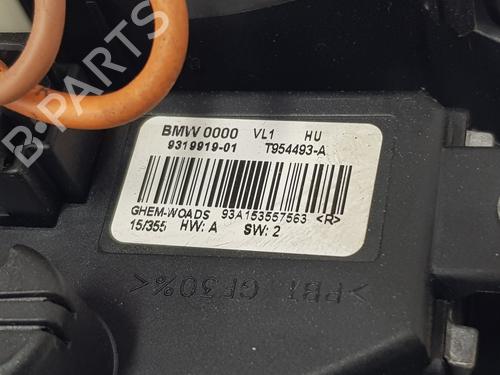 B-PARTS
BMW 0000 VL1 HU
9319919-01 T954493-A
GHEM-WOADS 93A153557563 <R>
15/355 HW: A SW: 2
>PBT GF30%<